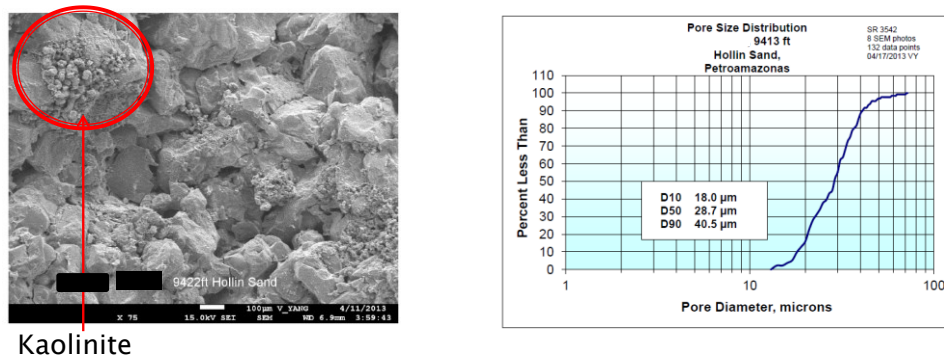 9422ft Hollin Sand
100µm V_YANG 4/11/2013
X 75 15.0kV SEI SEM WD 6.9mm 3:59:43
Kaolinite
Pore Size Distribution
9413 ft
Hollin Sand,
Petroamazonas
SR 3542
8 SEM photos
132 data points
04/17/2013 VY
Percent Less Than
110
100
90
80
70
60
50
40
30
20
10
0
D10 18.0 µm
D50 28.7 µm
D90 40.5 µm
1 10 100
Pore Diameter, microns